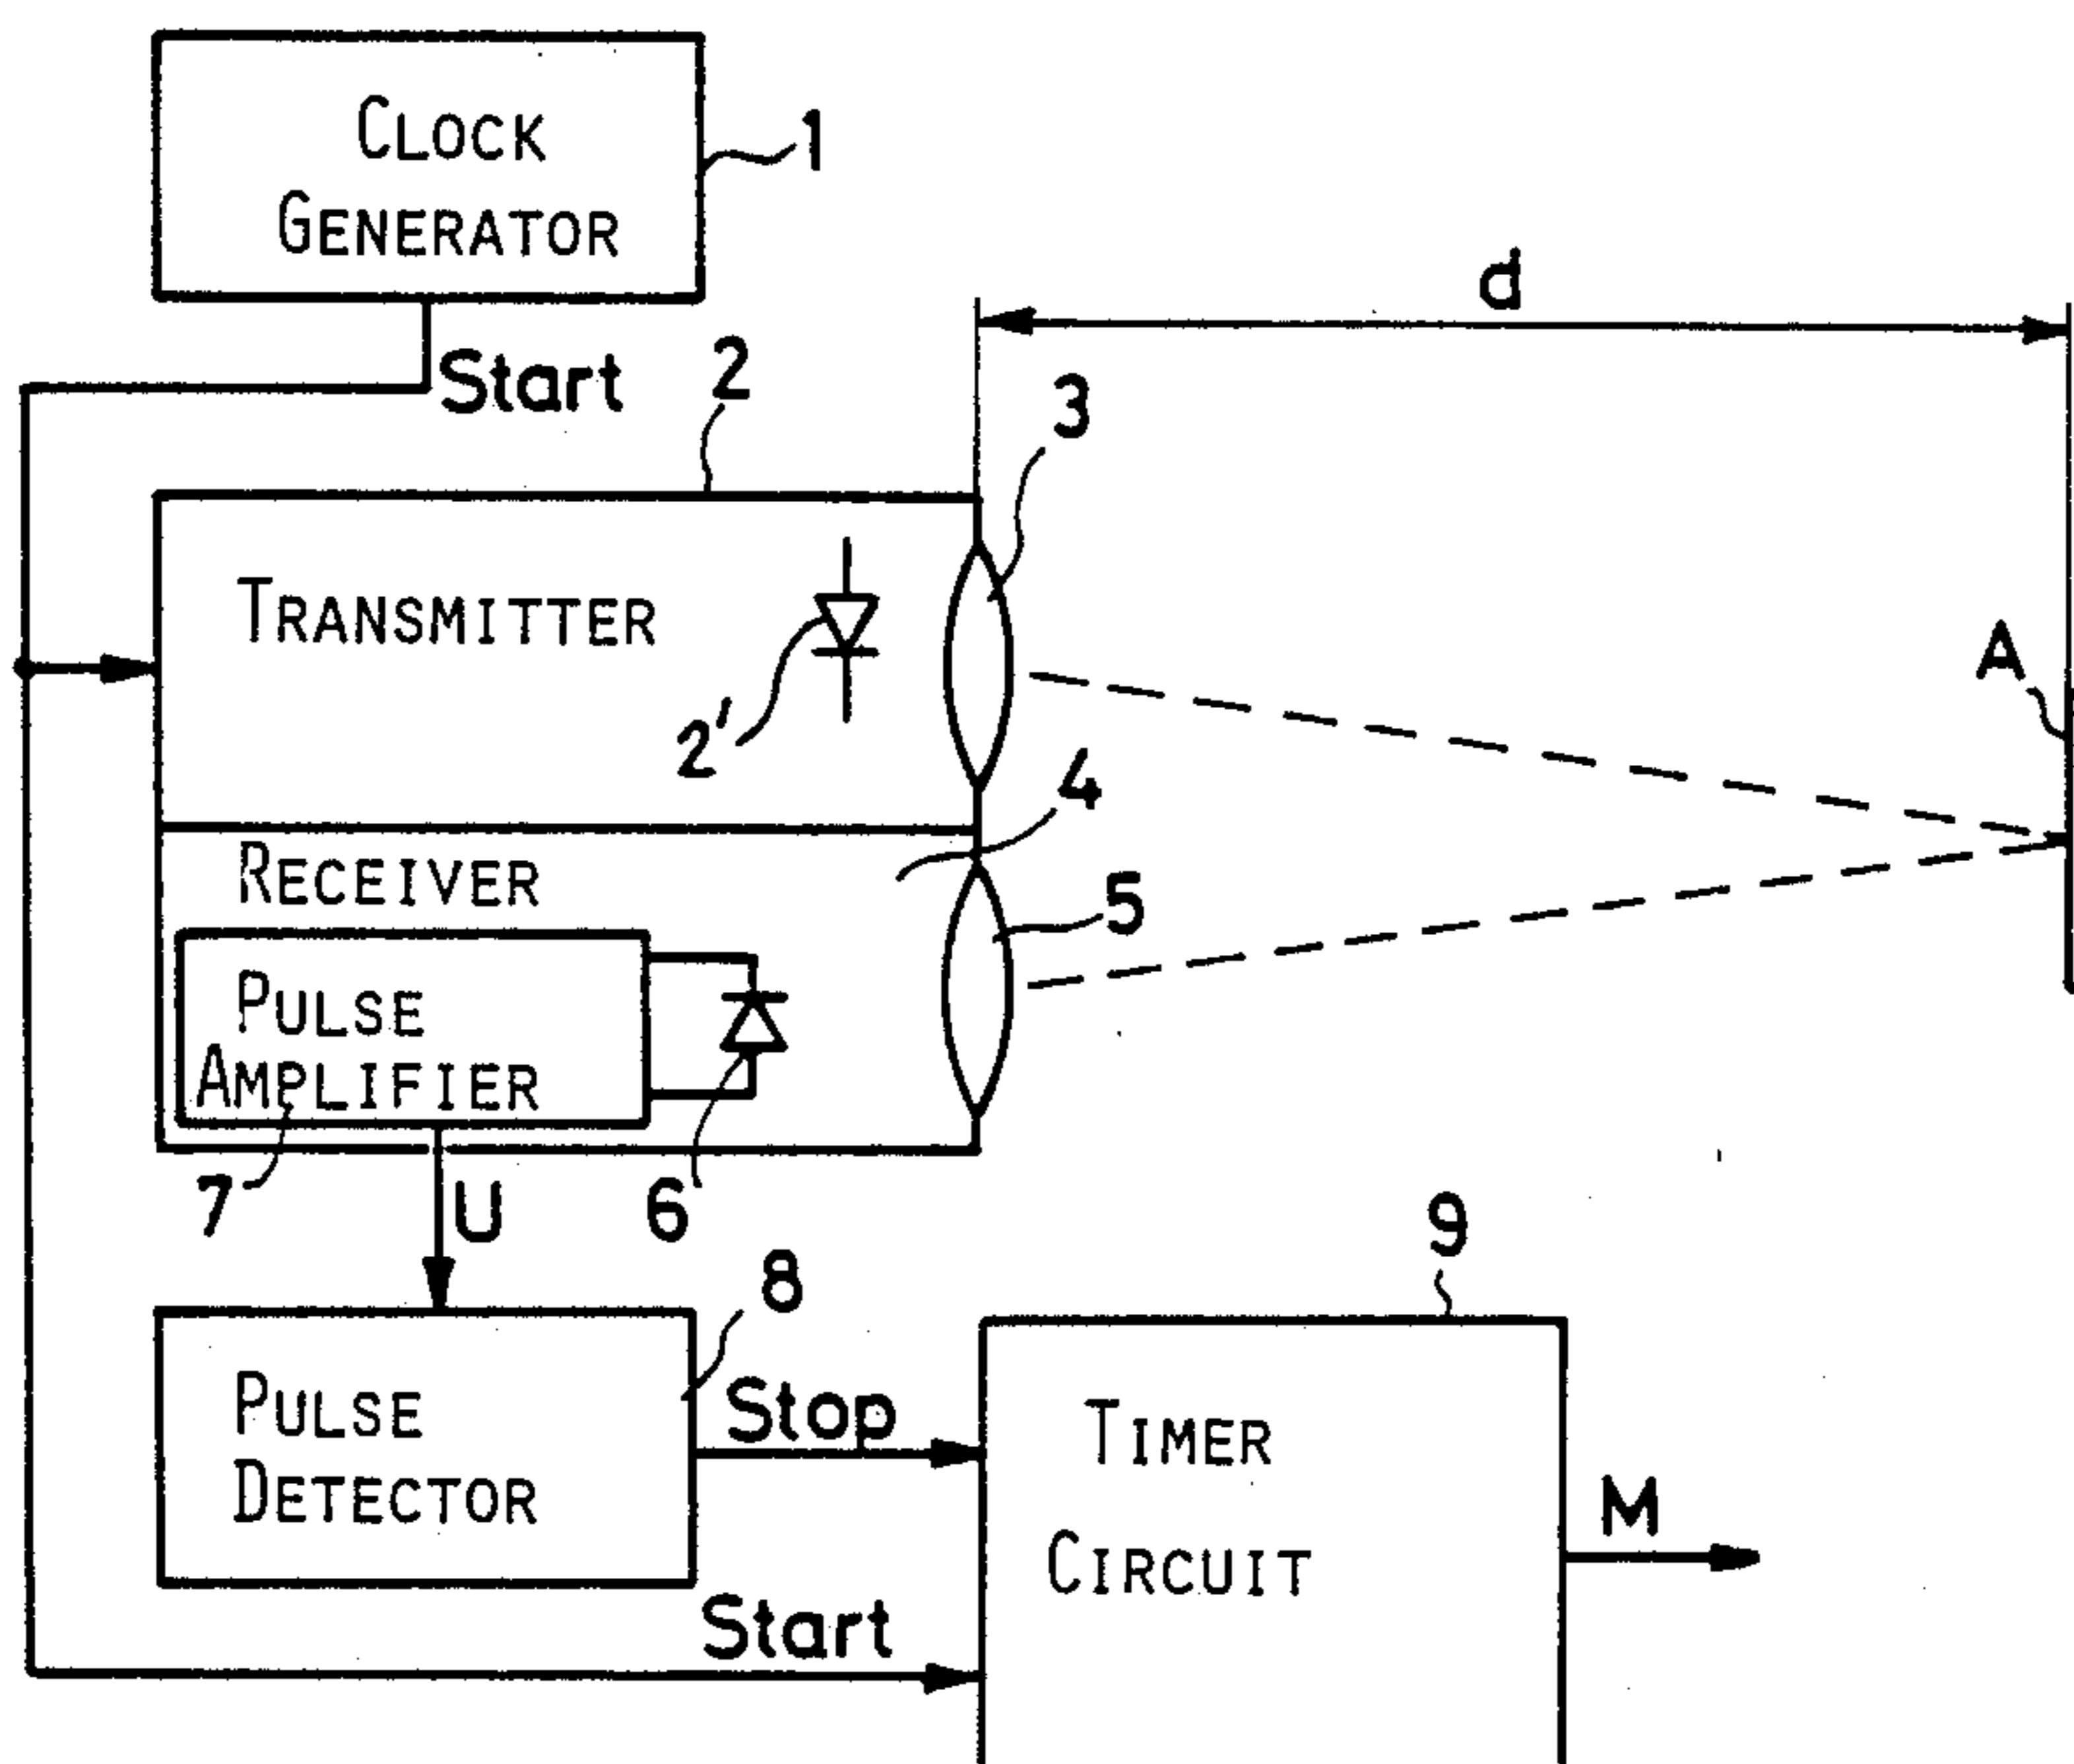 CLOCK
GENERATOR
1
Start
d
2
3
TRANSMITTER
2'
A
4
RECEIVER
5
PULSE
AMPLIFIER
7
U
6
8
9
PULSE
DETECTOR
Stop
TIMER
CIRCUIT
M
Start